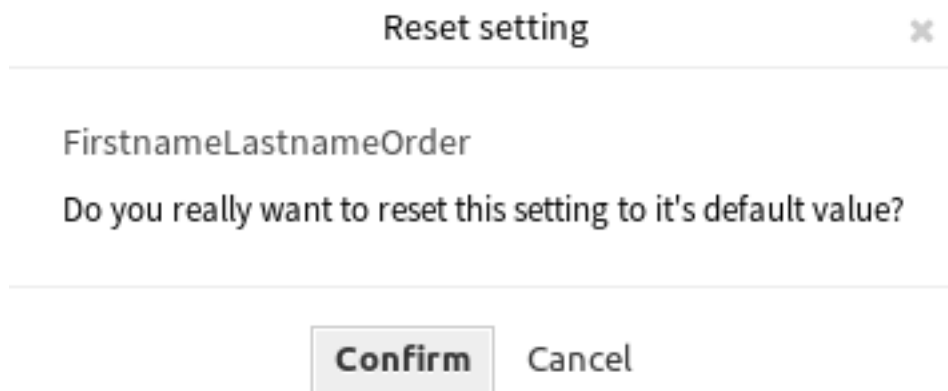 Reset setting
FirstnameLastnameOrder
Do you really want to reset this setting to it's default value?
Confirm Cancel